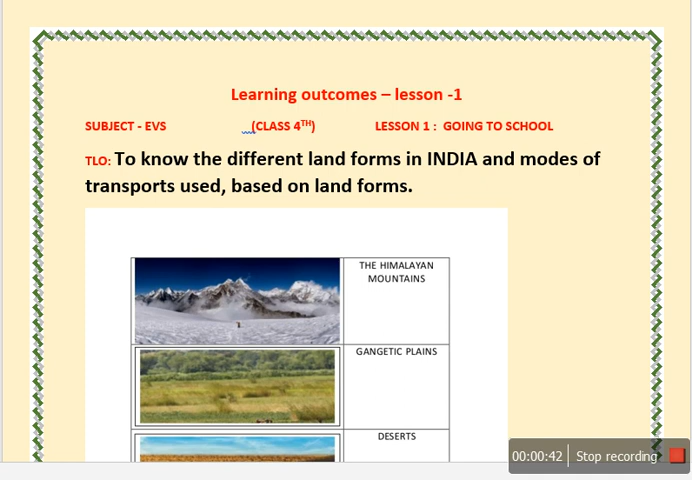 Learning outcomes – lesson -1
SUBJECT - EVS (CLASS 4TH) LESSON 1 : GOING TO SCHOOL
TLO: To know the different land forms in INDIA and modes of
transports used, based on land forms.
THE HIMALAYAN
MOUNTAINS
GANGETIC PLAINS
DESERTS
00:00:42 Stop recording